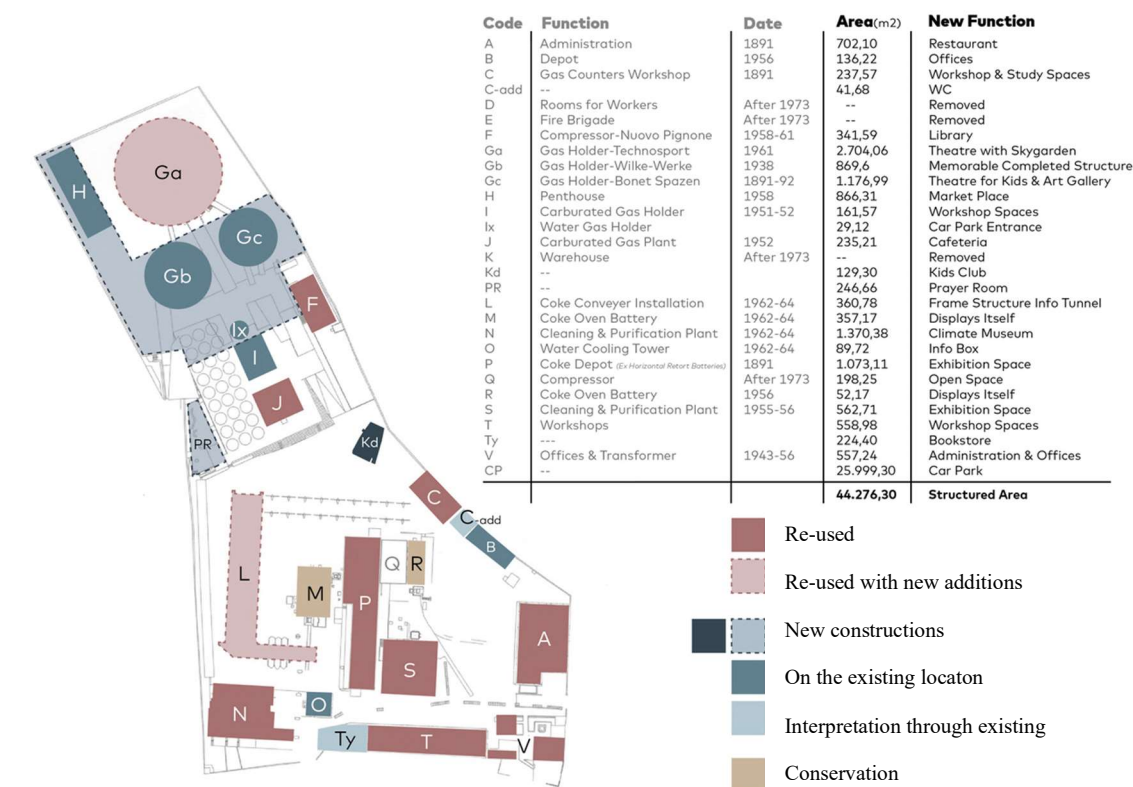 Code Function Date Area(m2) New Function
A Administration 1891 702,10 Restaurant
B Depot 1956 136,22 Offices
C Gas Counters Workshop 1891 237,57 Workshop & Study Spaces
C-add -- 41,68 WC
D Rooms for Workers After 1973 -- Removed
E Fire Brigade After 1973 -- Removed
F Compressor-Nuovo Pignone 1958-61 341,59 Library
Ga Gas Holder-Technosport 1961 2.704,06 Theatre with Skygarden
Gb Gas Holder-Wilke-Werke 1938 869,6 Memorable Completed Structure
Gc Gas Holder-Bonet Spazen 1891-92 1.176,99 Theatre for Kids & Art Gallery
H Penthouse 1958 866,31 Market Place
I Carburated Gas Holder 1951-52 161,57 Workshop Spaces
Ix Water Gas Holder 29,12 Car Park Entrance
J Carburated Gas Plant 1952 235,21 Cafeteria
K Warehouse After 1973 -- Removed
Kd -- 129,30 Kids Club
PR -- 246,66 Prayer Room
L Coke Conveyer Installation 1962-64 360,78 Frame Structure Info Tunnel
M Coke Oven Battery 1962-64 357,17 Displays Itself
N Cleaning & Purification Plant 1962-64 1.370,38 Climate Museum
O Water Cooling Tower 1962-64 89,72 Info Box
P Coke Depot (Ex Horizontal Retort Batteries) 1891 1.073,11 Exhibition Space
Q Compressor After 1973 198,25 Open Space
R Coke Oven Battery 1956 52,17 Displays Itself
S Cleaning & Purification Plant 1955-56 562,71 Exhibition Space
T Workshops 558,98 Workshop Spaces
Ty --- 224,40 Bookstore
V Offices & Transformer 1943-56 557,24 Administration & Offices
CP -- 25.999,30 Car Park
44.276,30 Structured Area
Ga
H
Gc
Gb
F
Ix
I
J
PR
Kd
C
C-add
B
L
M
P
Q
R
A
S
N
O
Ty
T
V
Re-used
Re-used with new additions
New constructions
On the existing locaton
Interpretation through existing
Conservation